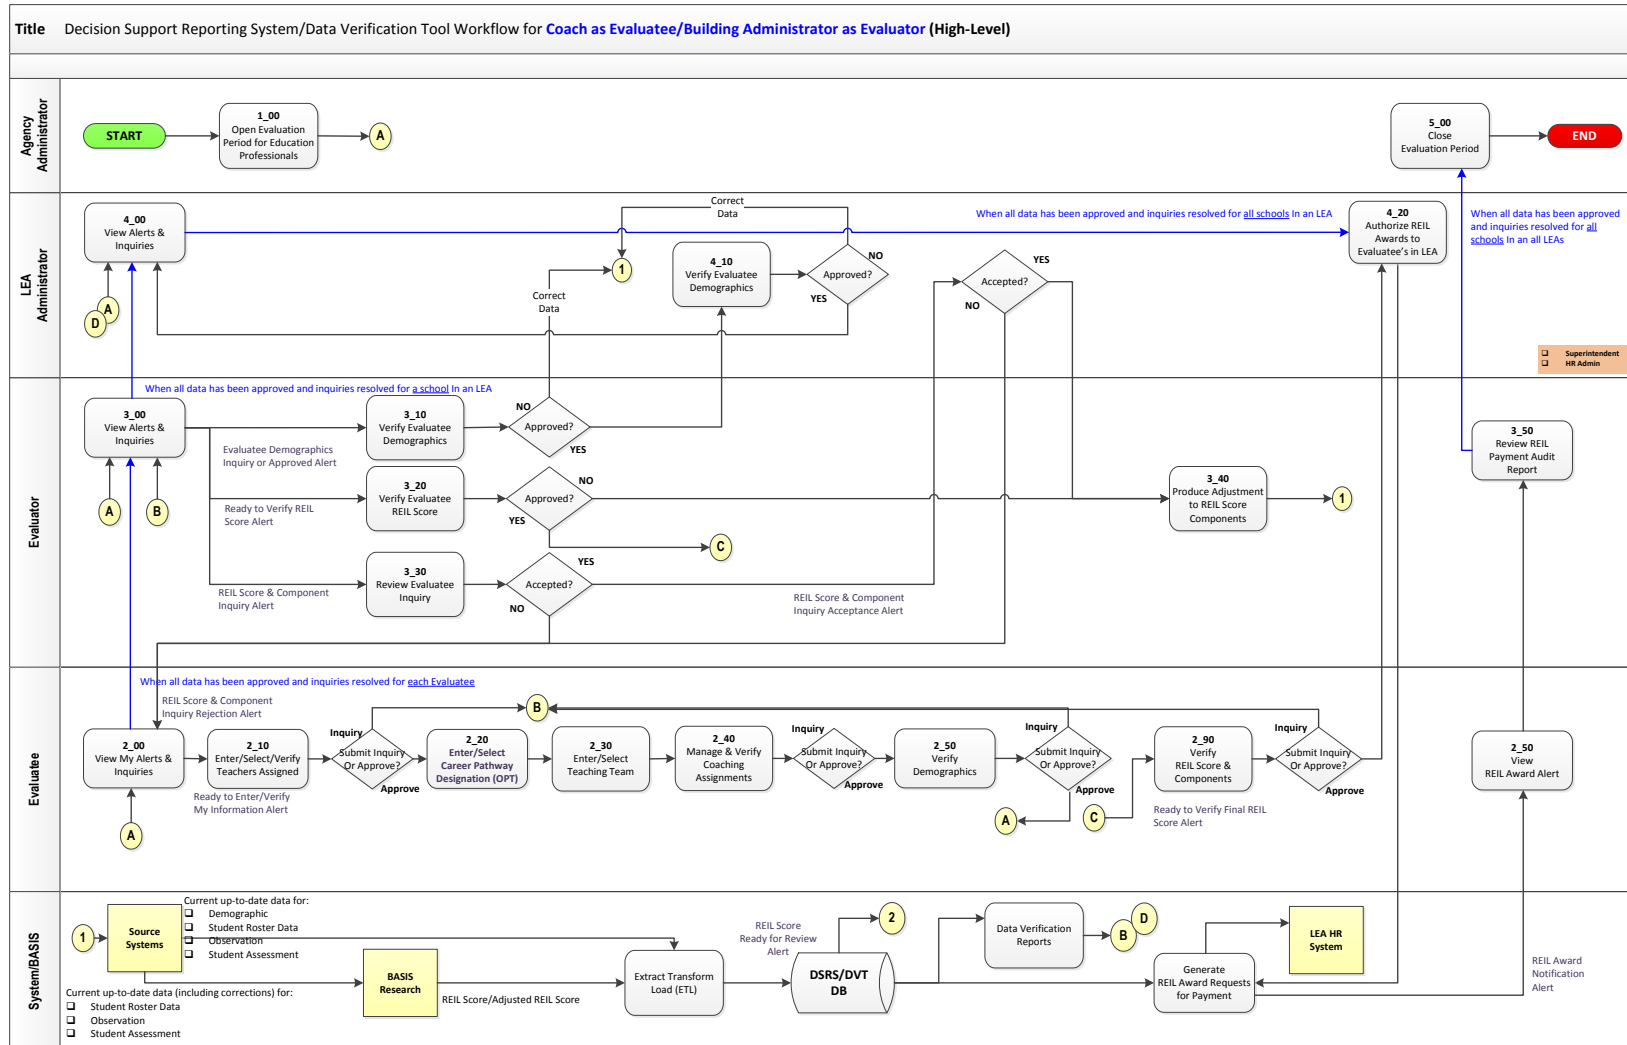 Title Decision Support Reporting System/Data Verification Tool Workflow for Coach as Evaluatee/Building Administrator as Evaluator (High-Level)
Agency
Administrator
START
1_00
Open Evaluation
Period for Education
Professionals
A
5_00
Close
Evaluation Period
END
LEA
Administrator
4_00
View Alerts &
Inquiries
A
D
Correct
Data
1
Correct
Data
4_10
Verify Evaluatee
Demographics
Approved?
NO
YES
When all data has been approved and inquiries resolved for all schools In an LEA
Accepted?
YES
NO
4_20
Authorize REIL
Awards to
Evaluatee's in LEA
When all data has been approved
and inquiries resolved for all
schools In an all LEAs
Superintendent
HR Admin
Evaluator
When all data has been approved and inquiries resolved for a school In an LEA
3_00
View Alerts &
Inquiries
A
B
Evaluatee Demographics
Inquiry or Approved Alert
3_10
Verify Evaluatee
Demographics
NO
Approved?
YES
Ready to Verify REIL
Score Alert
3_20
Verify Evaluatee
REIL Score
NO
Approved?
YES
C
REIL Score & Component
Inquiry Alert
3_30
Review Evaluatee
Inquiry
YES
Accepted?
NO
REIL Score & Component
Inquiry Acceptance Alert
3_40
Produce Adjustment
to REIL Score
Components
1
3_50
Review REIL
Payment Audit
Report
Evaluatee
When all data has been approved and inquiries resolved for each Evaluatee
REIL Score & Component
Inquiry Rejection Alert
2_00
View My Alerts &
Inquiries
A
2_10
Enter/Select/Verify
Teachers Assigned
Ready to Enter/Verify
My Information Alert
Inquiry
Submit Inquiry
Or Approve?
Approve
B
2_20
Enter/Select
Career Pathway
Designation (OPT)
2_30
Enter/Select
Teaching Team
2_40
Manage & Verify
Coaching
Assignments
Inquiry
Submit Inquiry
Or Approve?
Approve
2_50
Verify
Demographics
Inquiry
Submit Inquiry
Or Approve?
Approve
A
C
2_90
Verify
REIL Score &
Components
Ready to Verify Final REIL
Score Alert
Inquiry
Submit Inquiry
Or Approve?
Approve
2_50
View
REIL Award Alert
System/BASIS
1
Source
Systems
Current up-to-date data for:
Demographic
Student Roster Data
Observation
Student Assessment
Current up-to-date data (including corrections) for:
Student Roster Data
Observation
Student Assessment
BASIS
Research
REIL Score/Adjusted REIL Score
Extract Transform
Load (ETL)
REIL Score
Ready for Review
Alert
2
DSRS/DVT
DB
Data Verification
Reports
B
D
Generate
REIL Award Requests
for Payment
LEA HR
System
REIL Award
Notification
Alert